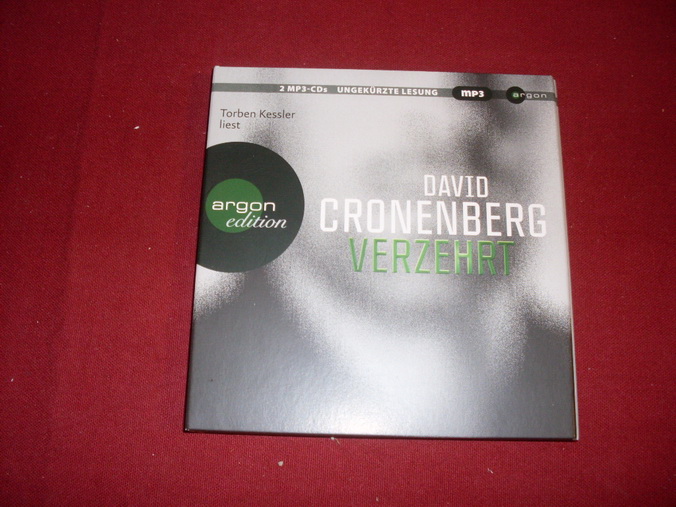 2 MP3-CDs UNGEKÜRZTE LESUNG mp3 argon
Torben Kessler
liest
argon
edition
DAVID
CRONENBERG
VERZEHRT